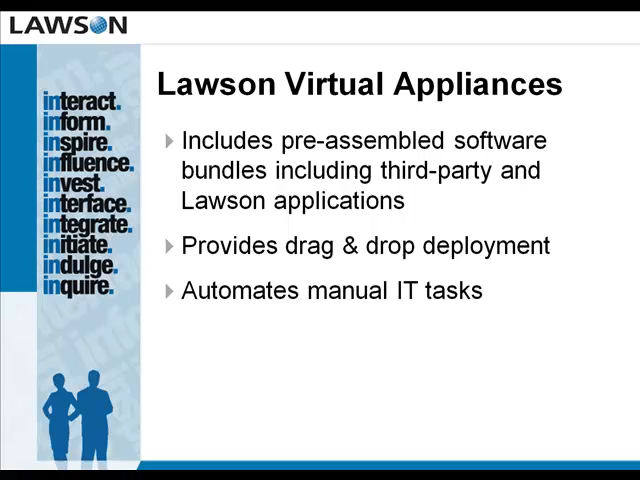 LAWSON
Lawson Virtual Appliances
interact.
inform.
inspire.
influence.
invest.
interface.
integrate.
initiate.
indulge.
inquire.
Includes pre-assembled software
bundles including third-party and
Lawson applications
Provides drag & drop deployment
Automates manual IT tasks